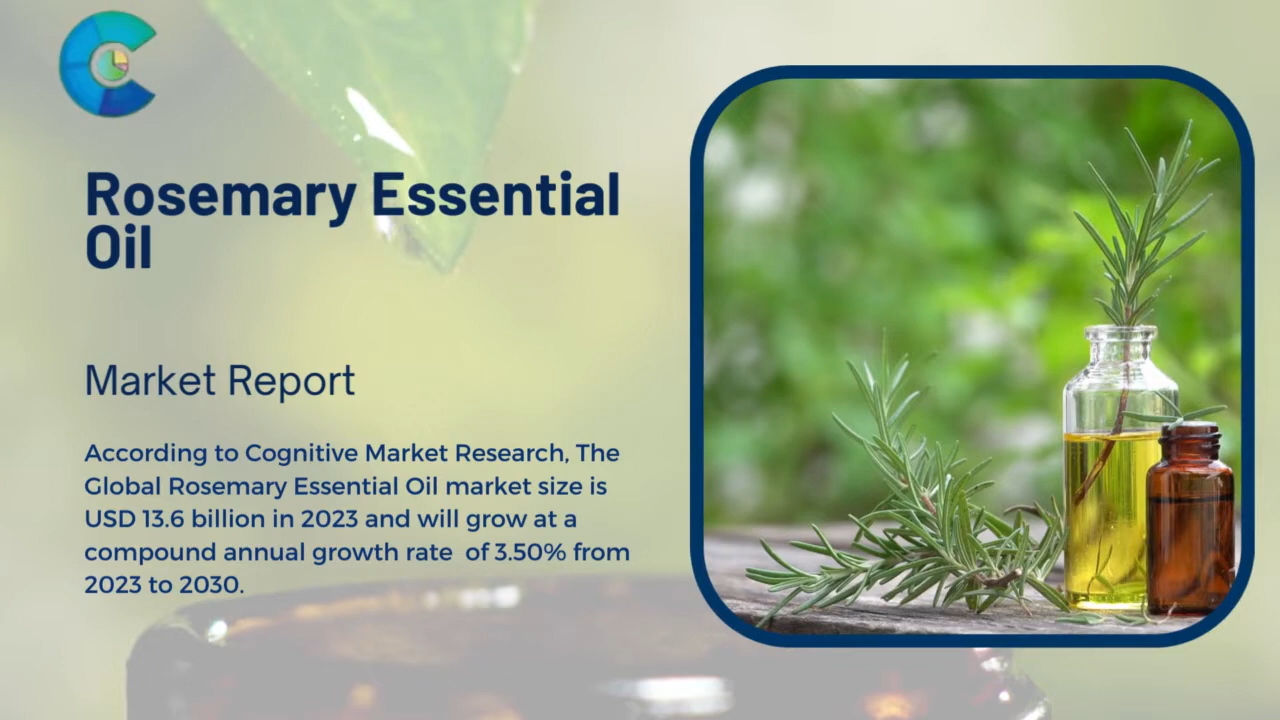 Rosemary Essential
Oil
Market Report
According to Cognitive Market Research, The
Global Rosemary Essential Oil market size is
USD 13.6 billion in 2023 and will grow at a
compound annual growth rate  of 3.50% from
2023 to 2030.